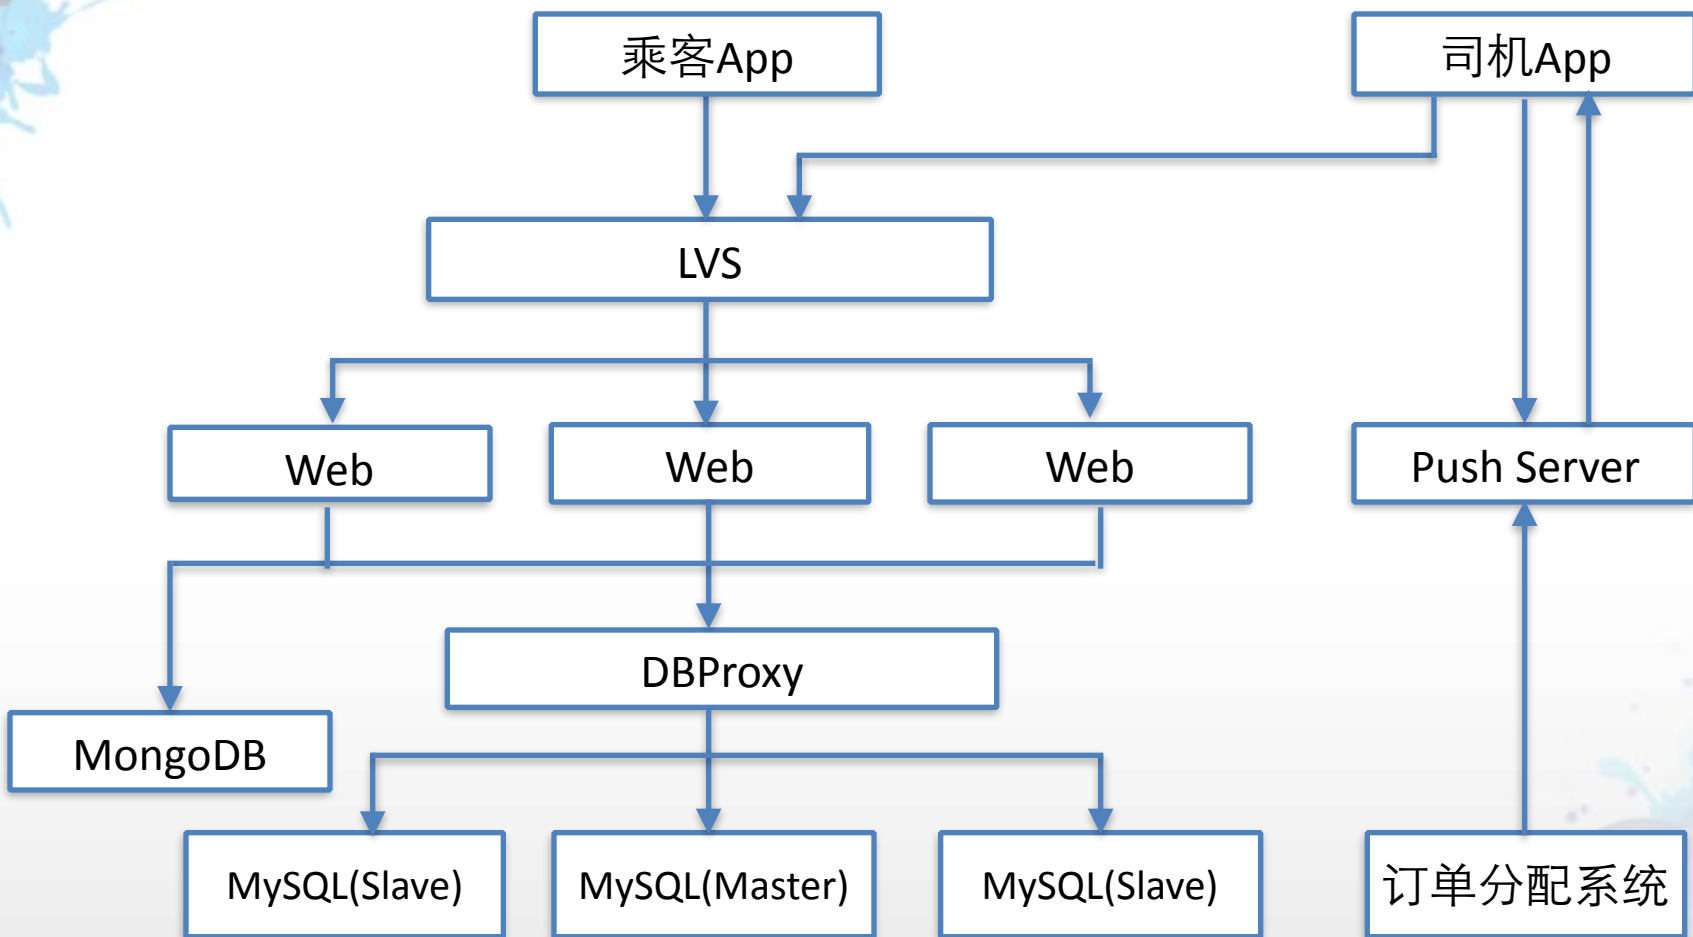 乘客App
司机App
LVS
Web
Web
Web
Push Server
DBProxy
MongoDB
MySQL(Slave)
MySQL(Master)
MySQL(Slave)
订单分配系统